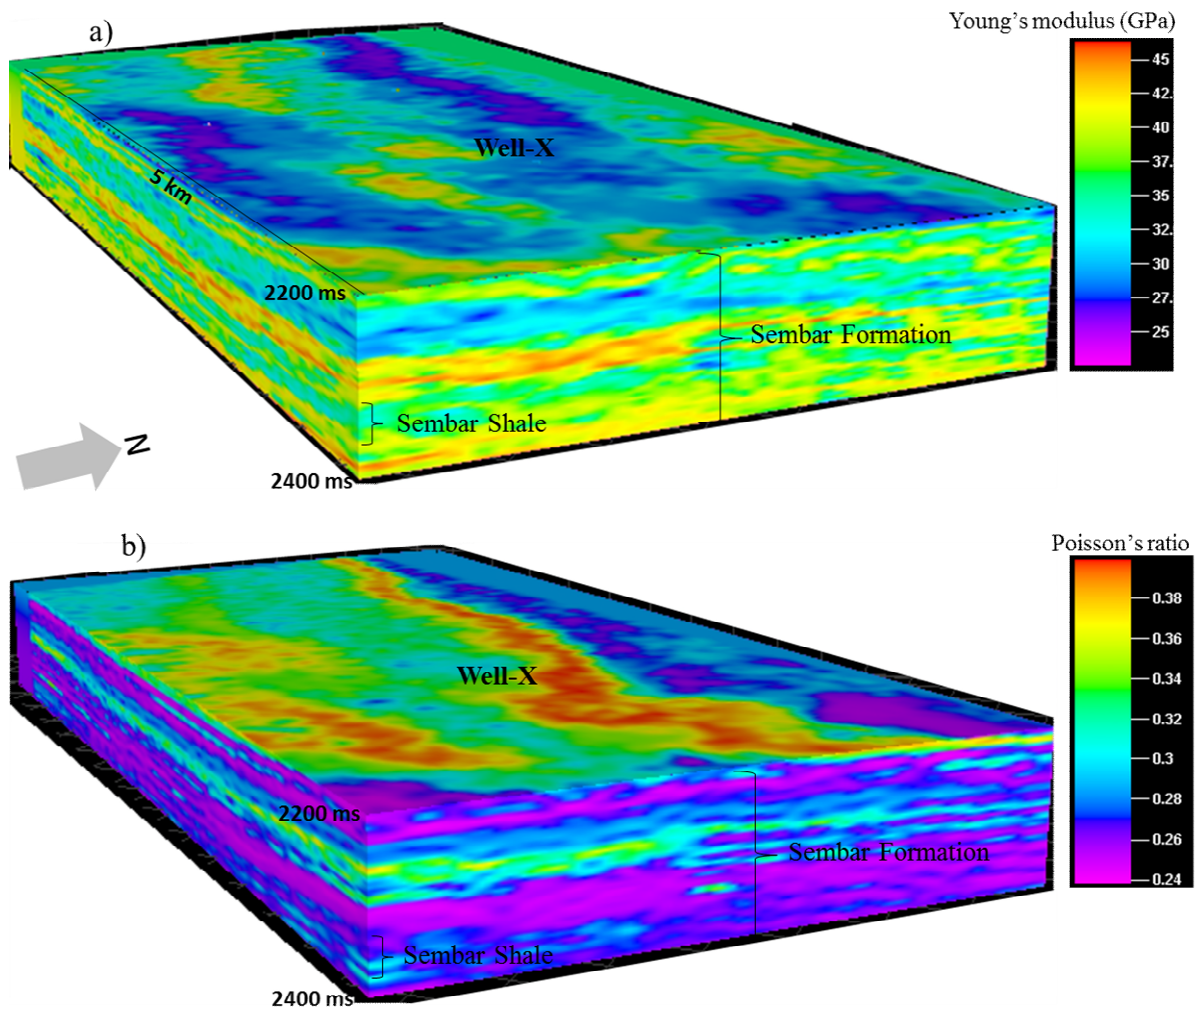 a)
Young's modulus (GPa)
45
42.
40
37.
35
32.
30
27.
25
Well-X
5 km
2200 ms
Sembar Formation
Sembar Shale
N
2400 ms
b)
Poisson's ratio
0.38
0.36
0.34
0.32
0.3
0.28
0.26
0.24
Well-X
2200 ms
Sembar Formation
Sembar Shale
2400 ms